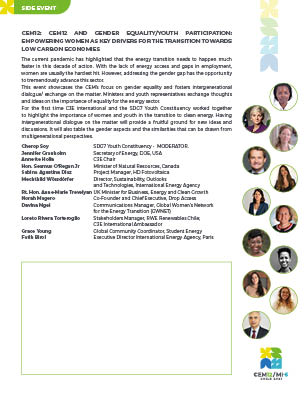 SIDE EVENT
CEM12: CEM12 AND GENDER EQUALITY/YOUTH PARTICIPATION:
EMPOWERING WOMEN AS KEY DRIVERS FOR THE TRANSITION TOWARDS
LOW CARBON ECONOMIES
The current pandemic has highlighted that the energy transition needs to happen much
faster in this decade of action. With the lack of energy access and gaps in employment,
women are usually the hardest hit. However, addressing the gender gap has the opportunity
to tremendously advance this sector.
This event showcases the CEM's focus on gender equality and fosters intergenerational
dialogue/ exchange on the matter. Ministers and youth representatives exchange thoughts
and ideas on the importance of equality for the energy sector.
For the first time C3E International and the SDG7 Youth Constituency worked together
to highlight the importance of women and youth in the transition to clean energy. Having
intergenerational dialogue on the matter will provide a fruitful ground for new ideas and
discussions. It will also table the gender aspects and the similarities that can be drawn from
multigenerational perspectives.
Cherop Soy SDG7 Youth Constituency - MODERATOR.
Jennifer Granholm Secretary of Energy, DOE, USA
Annette Hollis C3E Chair
Hon. Seamus O'Regan Jr Minister of Natural Resources, Canada
Sabina Agustina Diaz Project Manager, HD Fotovoltaica
Mechthild Wörsdörfer Director, Sustainability, Outlooks
and Technologies, International Energy Agency
Rt. Hon. Anne-Marie Trevelyan UK Minister for Business, Energy and Clean Growth
Norah Magero Co-Founder and Chief Executive, Drop Access
Davina Ngei Communications Manager, Global Women's Network
for the Energy Transition (GWNET)
Loreto Rivera Tortoroglio Stakeholders Manager, RWE Renewables Chile;
C3E International Ambassador
Grace Young Global Community Coordinator, Student Energy
Fatih Birol Executive Director International Energy Agency, Paris
CEM12/MI-6
CHILE 2021